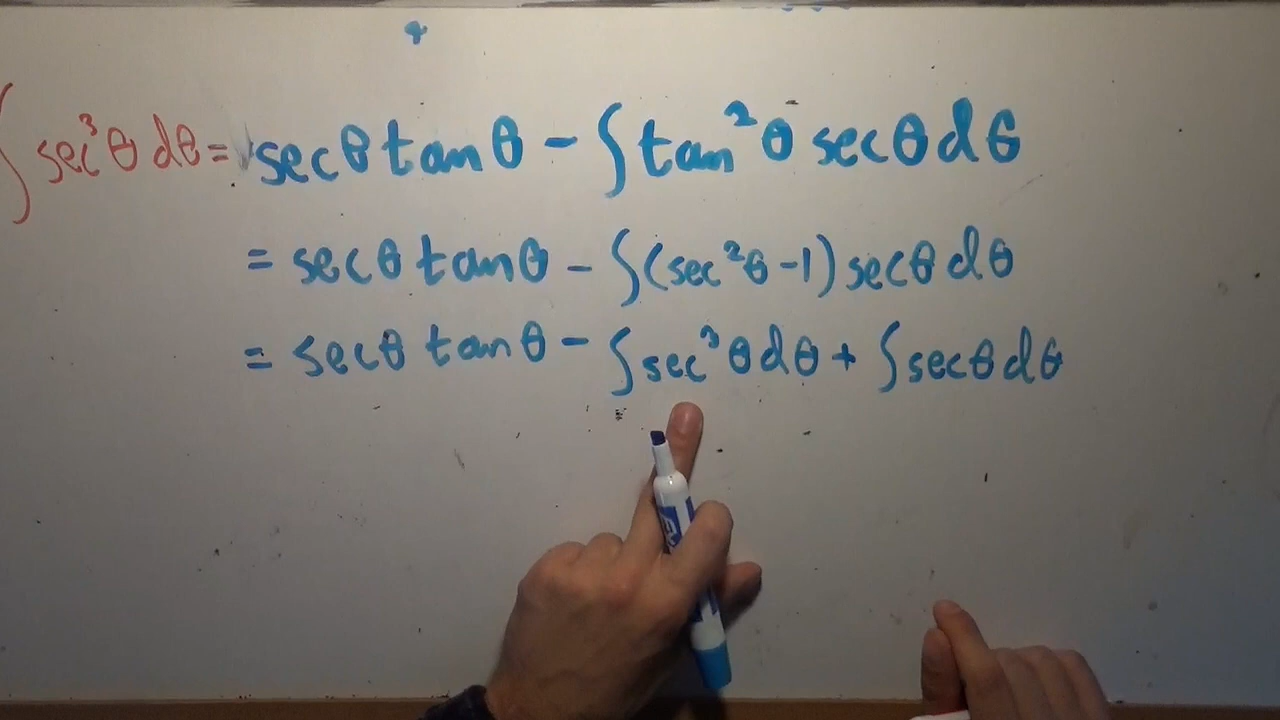 ∫ sec³θ dθ = secθ tanθ − ∫ tan²θ secθ dθ
= secθ tanθ − ∫(sec²θ − 1) secθ dθ
= secθ tanθ − ∫ sec³θ dθ + ∫ secθ dθ